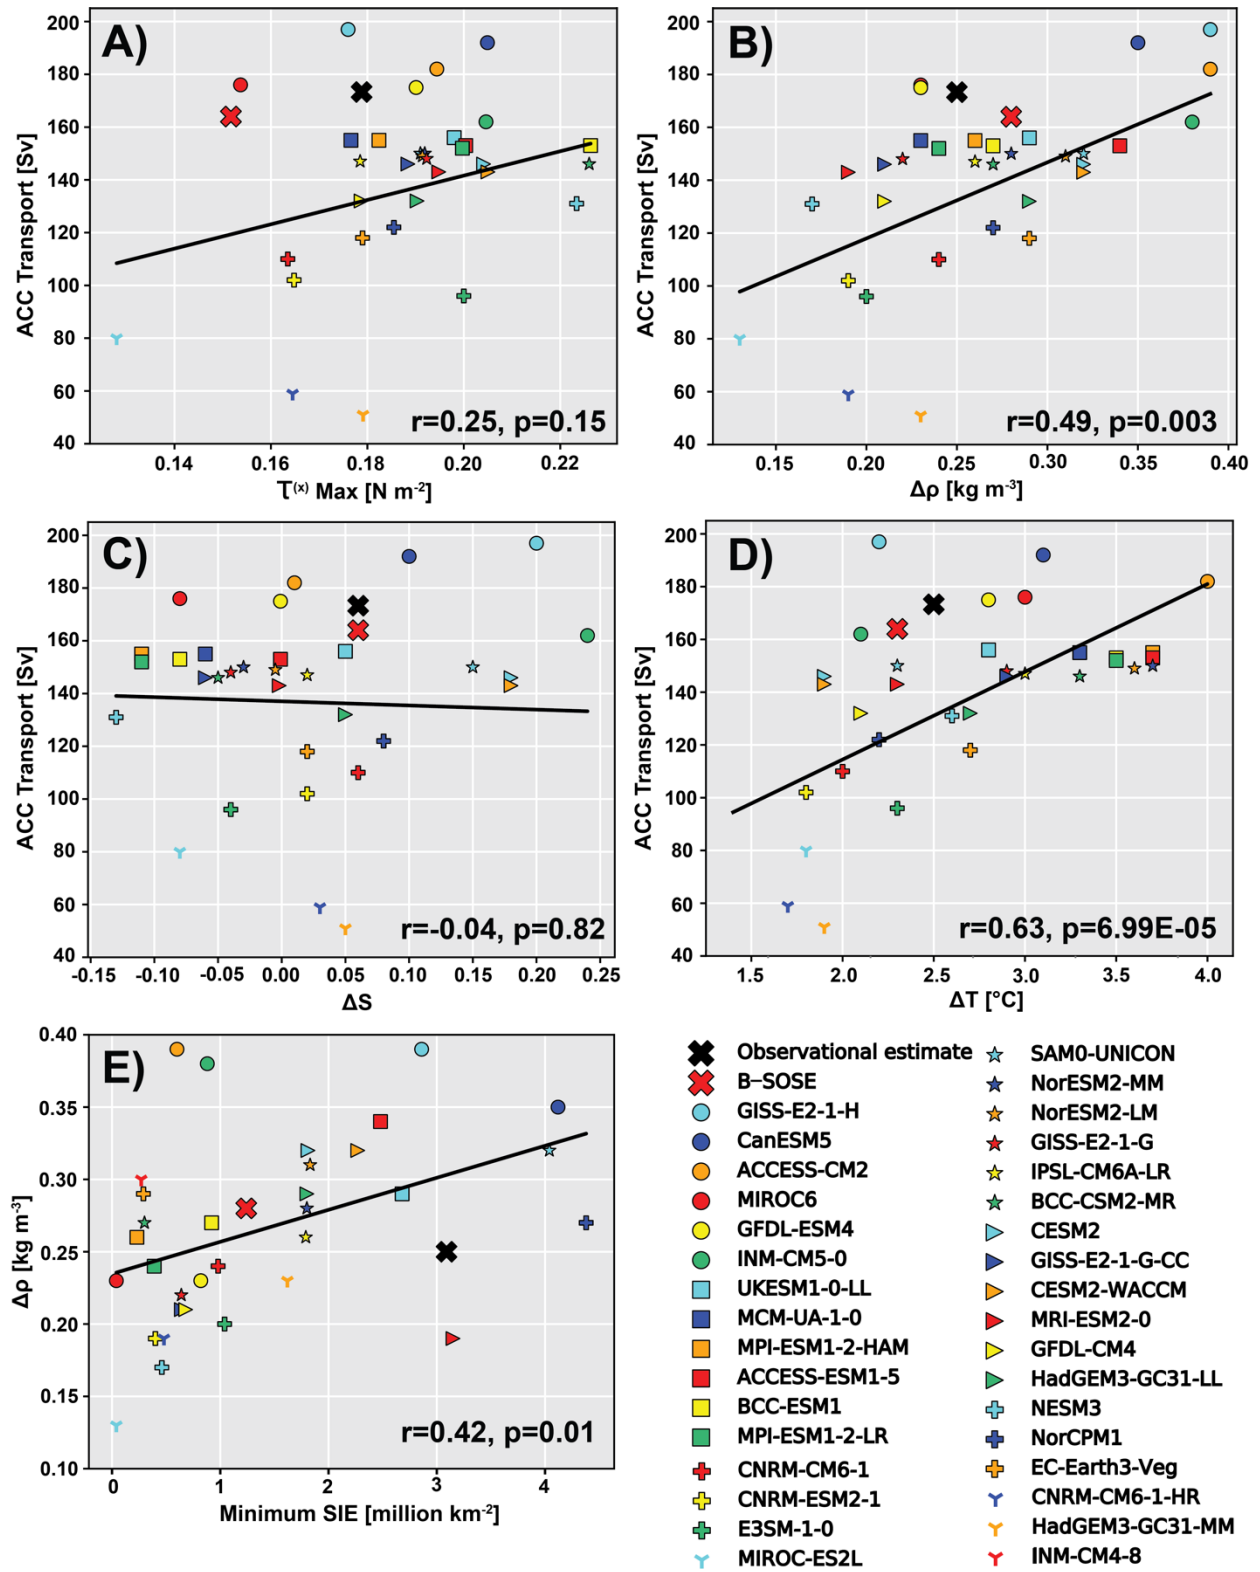 A)
ACC Transport [Sv]
200
180
160
140
120
100
80
60
40
0.14 0.16 0.18 0.20 0.22
τ(x) Max [N m-2]
r=0.25, p=0.15
B)
ACC Transport [Sv]
200
180
160
140
120
100
80
60
40
0.15 0.20 0.25 0.30 0.35 0.40
Δρ [kg m-3]
r=0.49, p=0.003
C)
ACC Transport [Sv]
200
180
160
140
120
100
80
60
40
-0.15 -0.10 -0.05 0.00 0.05 0.10 0.15 0.20 0.25
ΔS
r=-0.04, p=0.82
D)
ACC Transport [Sv]
200
180
160
140
120
100
80
60
40
1.5 2.0 2.5 3.0 3.5 4.0
ΔT [°C]
r=0.63, p=6.99E-05
E)
Δρ [kg m-3]
0.40
0.35
0.30
0.25
0.20
0.15
0.10
0 1 2 3 4
Minimum SIE [million km-2]
r=0.42, p=0.01
Observational estimate
B-SOSE
GISS-E2-1-H
CanESM5
ACCESS-CM2
MIROC6
GFDL-ESM4
INM-CM5-0
UKESM1-0-LL
MCM-UA-1-0
MPI-ESM1-2-HAM
ACCESS-ESM1-5
BCC-ESM1
MPI-ESM1-2-LR
CNRM-CM6-1
CNRM-ESM2-1
E3SM-1-0
MIROC-ES2L
SAM0-UNICON
NorESM2-MM
NorESM2-LM
GISS-E2-1-G
IPSL-CM6A-LR
BCC-CSM2-MR
CESM2
GISS-E2-1-G-CC
CESM2-WACCM
MRI-ESM2-0
GFDL-CM4
HadGEM3-GC31-LL
NESM3
NorCPM1
EC-Earth3-Veg
CNRM-CM6-1-HR
HadGEM3-GC31-MM
INM-CM4-8